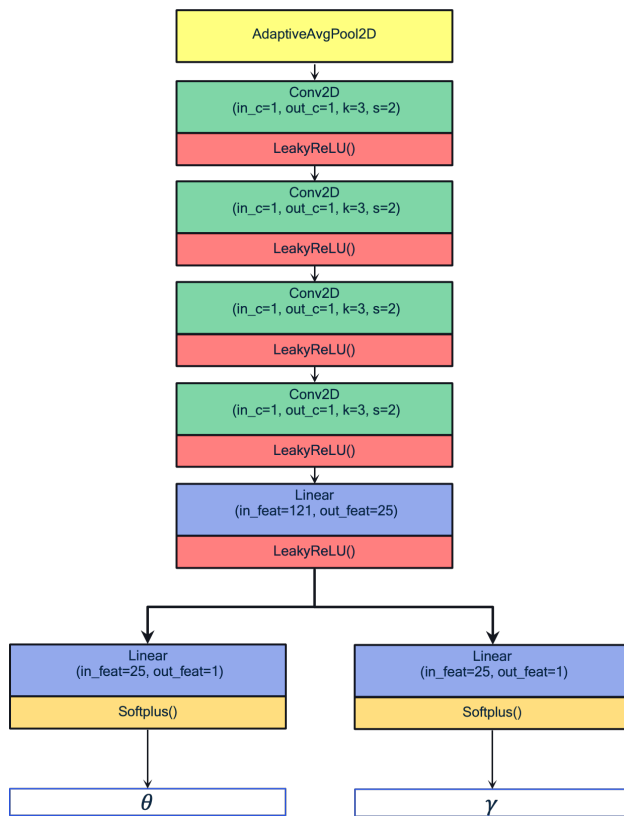 AdaptiveAvgPool2D
Conv2D
(in_c=1, out_c=1, k=3, s=2)
LeakyReLU()
Conv2D
(in_c=1, out_c=1, k=3, s=2)
LeakyReLU()
Conv2D
(in_c=1, out_c=1, k=3, s=2)
LeakyReLU()
Conv2D
(in_c=1, out_c=1, k=3, s=2)
LeakyReLU()
Linear
(in_feat=121, out_feat=25)
LeakyReLU()
Linear
(in_feat=25, out_feat=1)
Softplus()
θ
Linear
(in_feat=25, out_feat=1)
Softplus()
γ